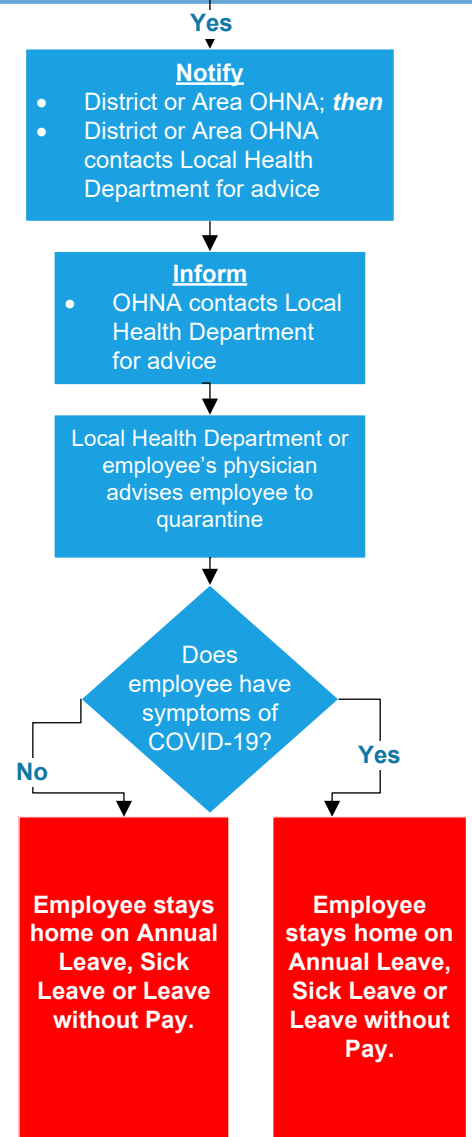 Yes
Notify
• District or Area OHNA; then
• District or Area OHNA
contacts Local Health
Department for advice
Inform
• OHNA contacts Local
Health Department
for advice
Local Health Department or
employee's physician
advises employee to
quarantine
Does
employee have
symptoms of
COVID-19?
No
Yes
Employee stays
home on Annual
Leave, Sick
Leave or Leave
without Pay.
Employee
stays home on
Annual Leave,
Sick Leave or
Leave without
Pay.